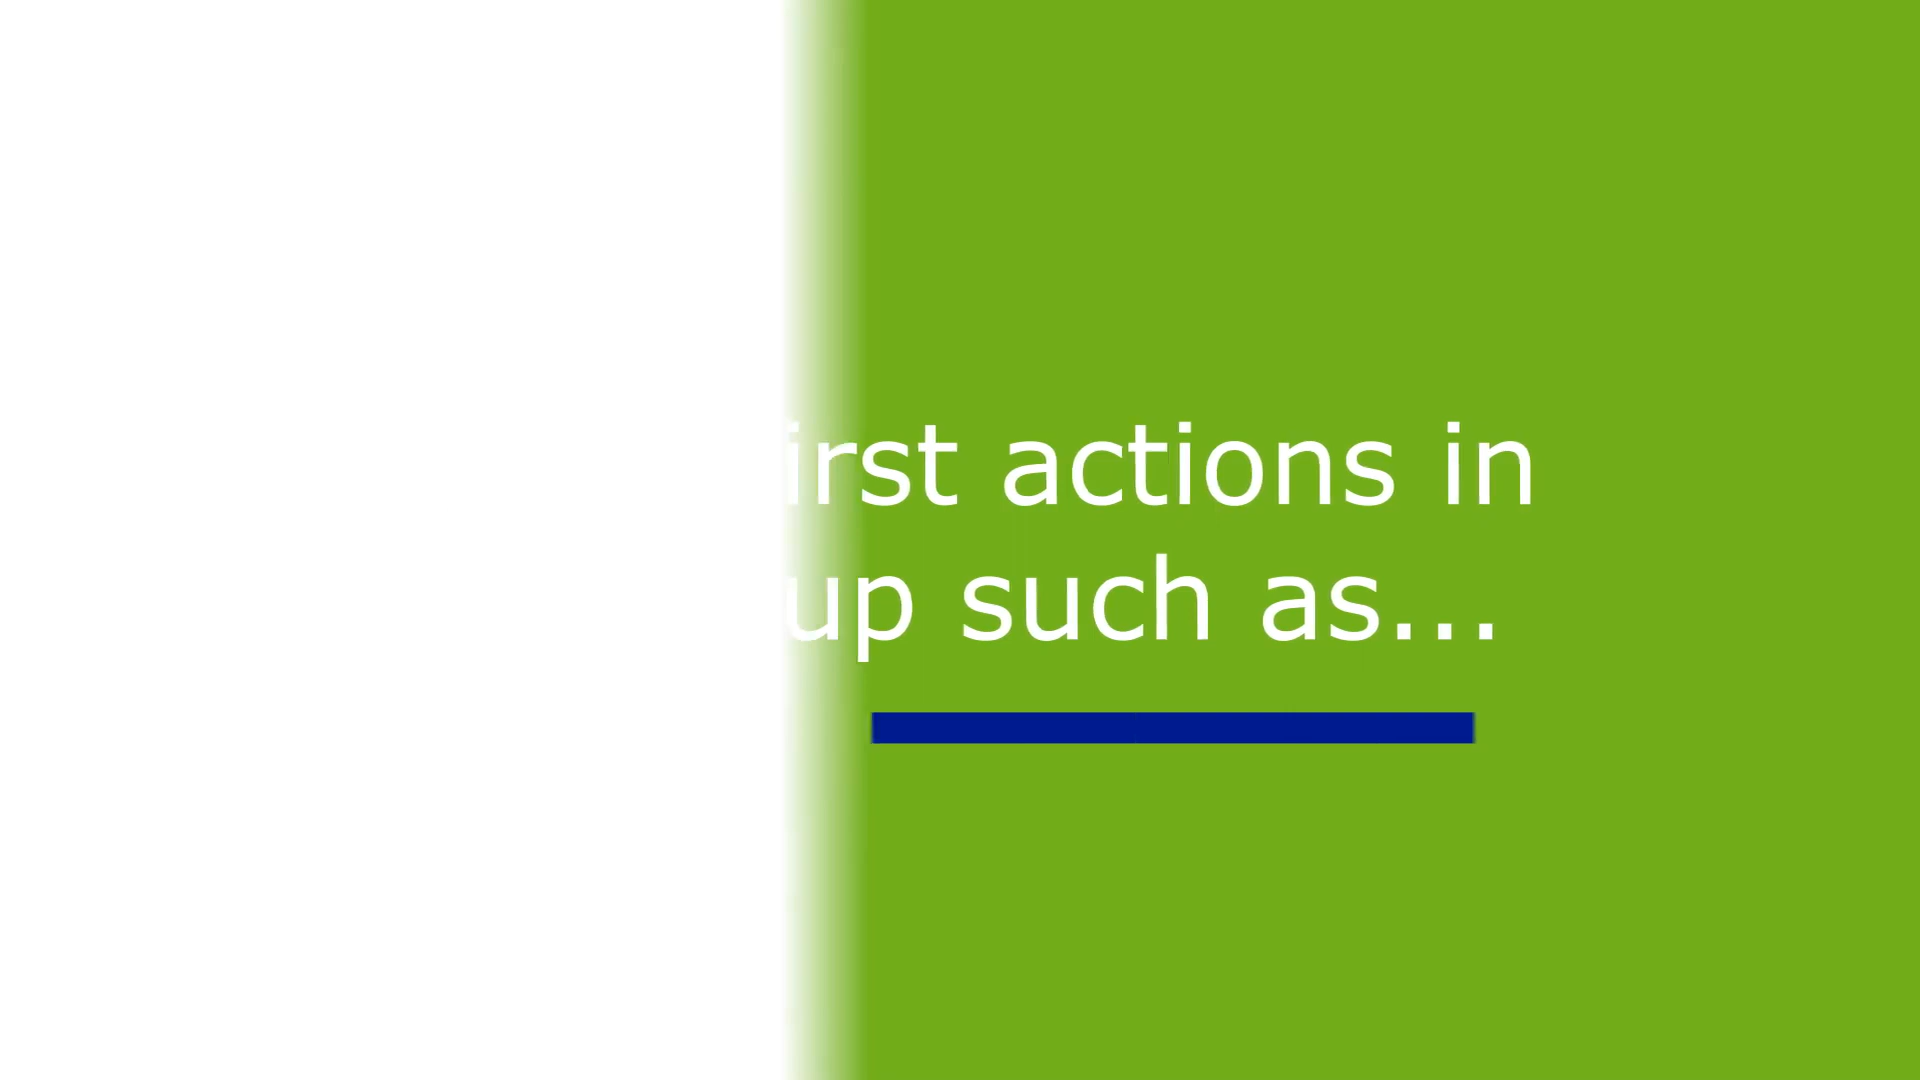 irst actions in
up such as...